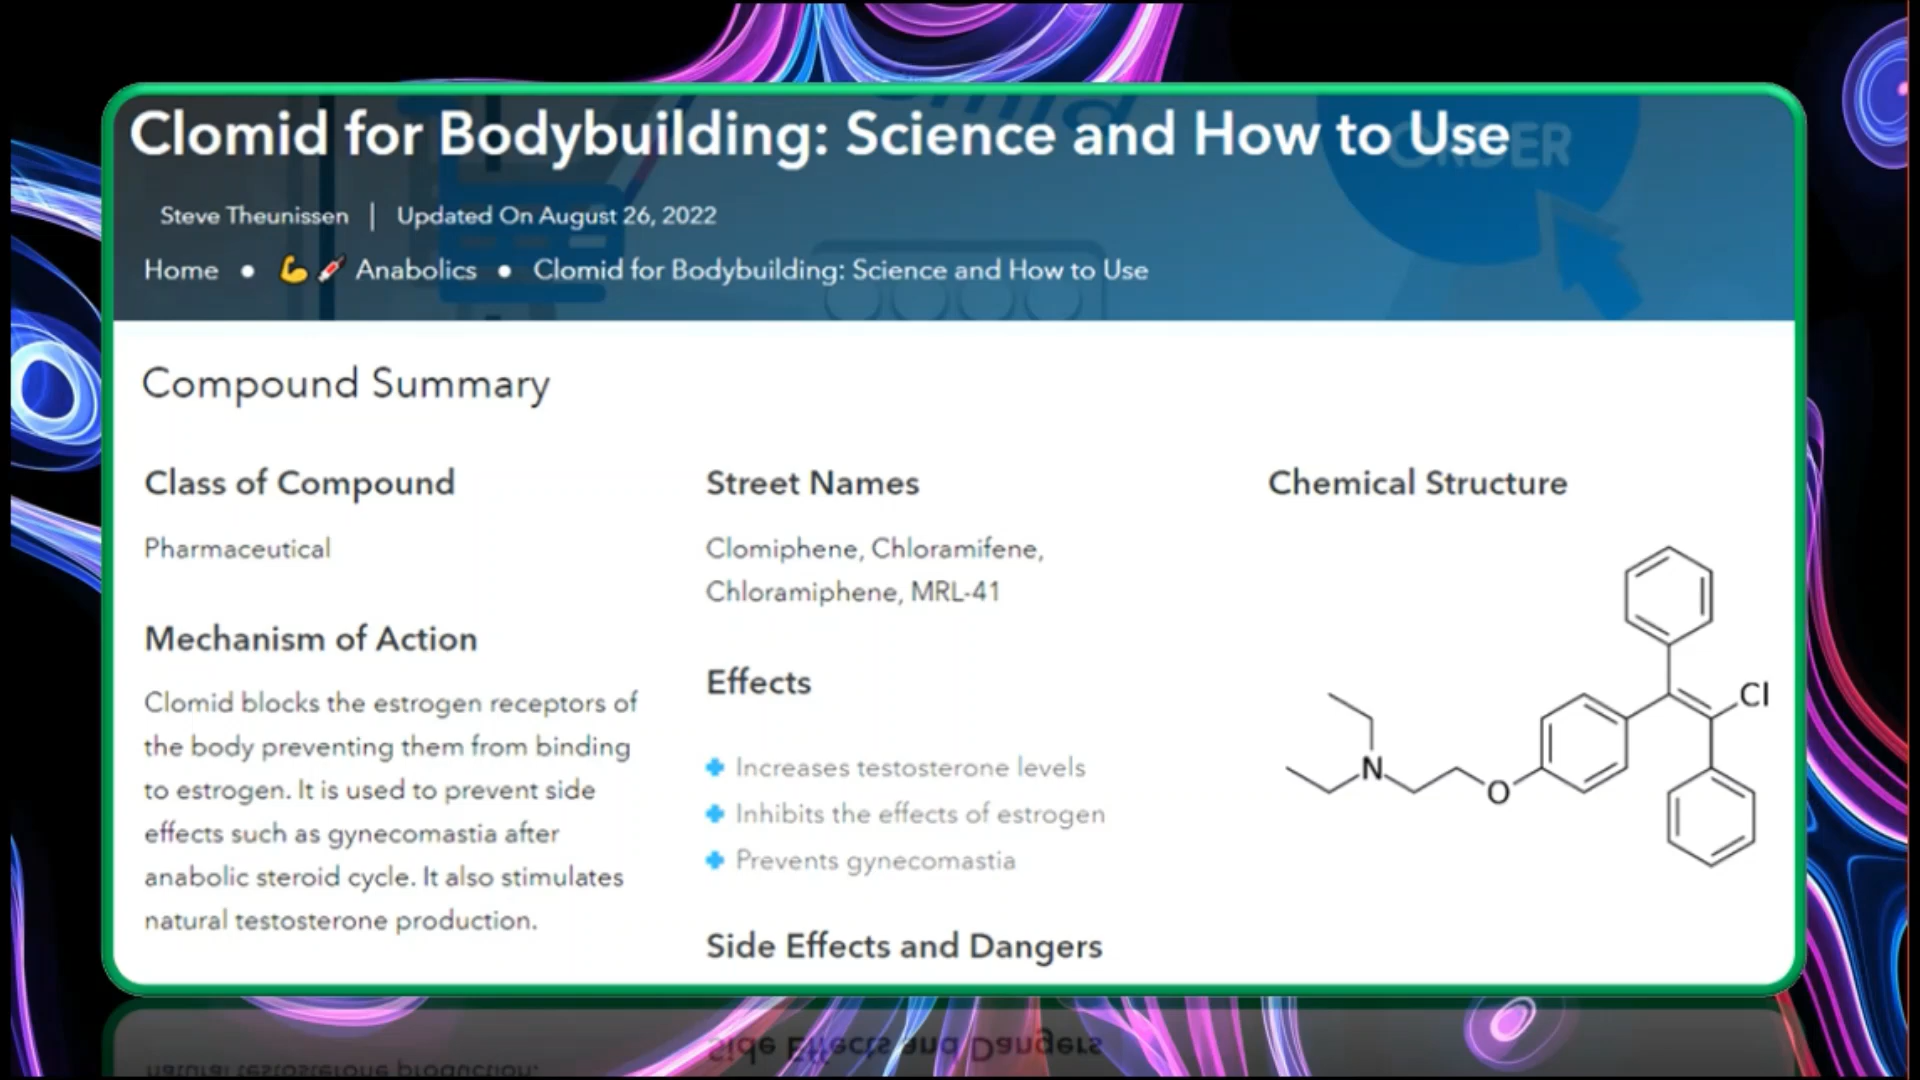 Clomid for Bodybuilding: Science and How to Use
ORDER
Steve Theunissen | Updated On August 26, 2022
Home • 💪💉 Anabolics • Clomid for Bodybuilding: Science and How to Use
Compound Summary
Class of Compound
Pharmaceutical
Mechanism of Action
Clomid blocks the estrogen receptors of
the body preventing them from binding
to estrogen. It is used to prevent side
effects such as gynecomastia after
anabolic steroid cycle. It also stimulates
natural testosterone production.
Street Names
Clomiphene, Chloramifene,
Chloramiphene, MRL-41
Effects
Increases testosterone levels
Inhibits the effects of estrogen
Prevents gynecomastia
Side Effects and Dangers
Chemical Structure
Cl
N
O